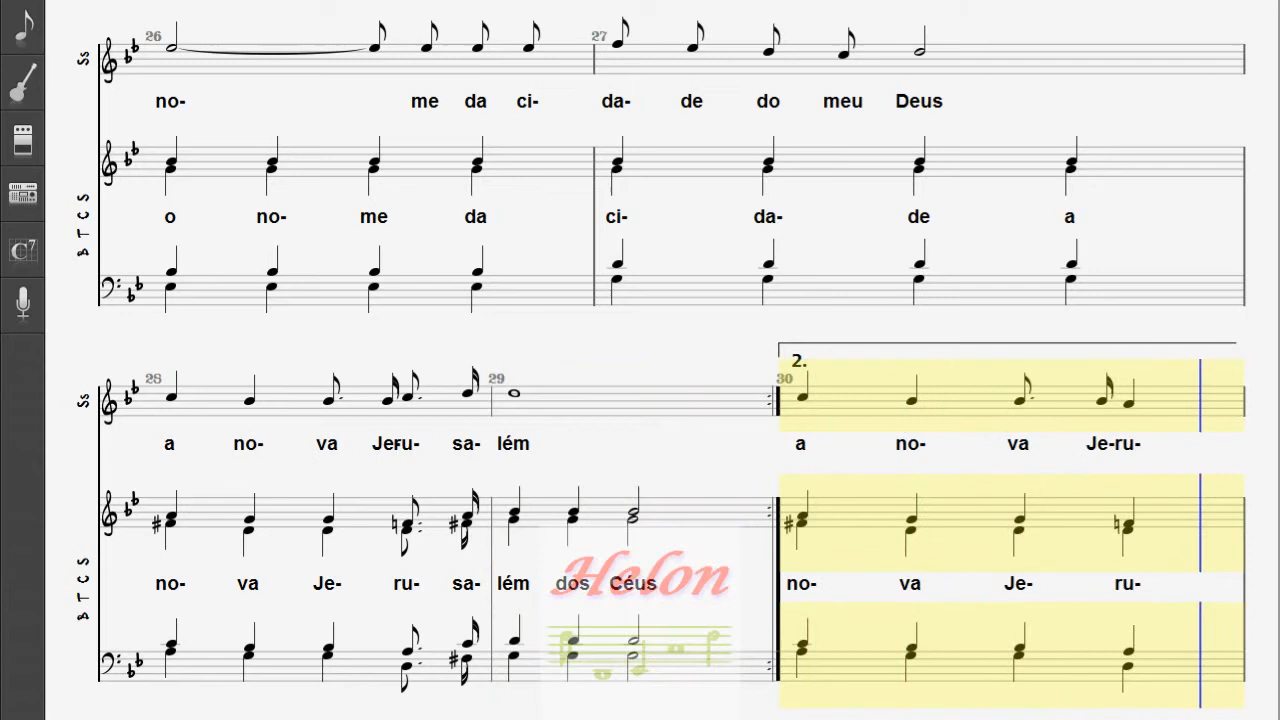 26
27
Ss
no- me da ci- da- de do meu Deus
B T C S
o no- me da ci- da- de a
C7
2.
28
29
30
Ss
a no- va Je-ru- sa- lém a no- va Je-ru-
B T C S
no- va Je- ru- sa- lém dos Céus no- va Je- ru-
Helon